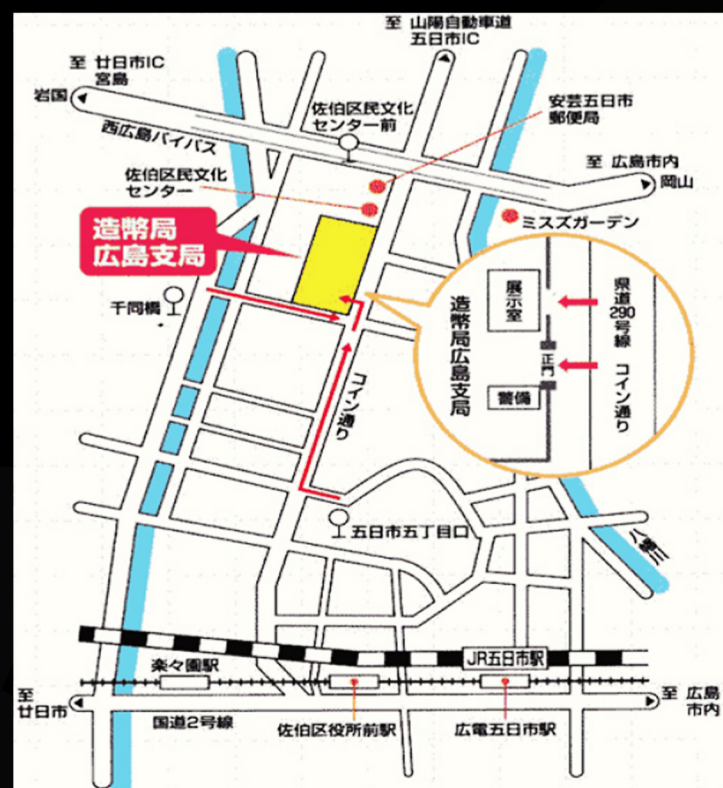 至 山陽自動車道
五日市IC
至 廿日市IC
宮島
岩国
西広島バイパス
佐伯区民文化
センター前
安芸五日市
郵便局
佐伯区民文化
センター
至 広島市内
岡山
ミスズガーデン
造幣局
広島支局
千同橋
造幣局広島支局
展示室
正門
警備
県道290号線 コイン通り
コイン通り
五日市五丁目口
八幡川
JR五日市駅
楽々園駅
至
廿日市
国道2号線
佐伯区役所前駅
広電五日市駅
至 広島
市内